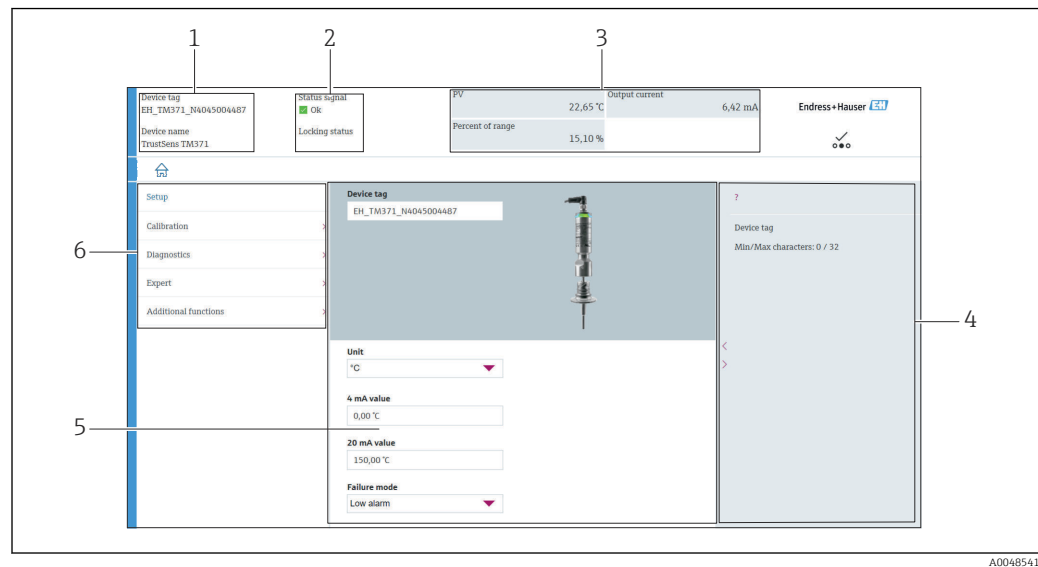 1
2
3
Device tag
EH_TM371_N4045004487
Device name
TrustSens TM371
Status signal
Ok
Locking status
PV
22,65 °C
Output current
6,42 mA
Percent of range
15,10 %
Endress+Hauser EH
Setup
Calibration
Diagnostics
Expert
Additional functions
6
Device tag
EH_TM371_N4045004487
?
Device tag
Min/Max characters: 0 / 32
4
Unit
°C
4 mA value
0,00 °C
5
20 mA value
150,00 °C
Failure mode
Low alarm
A0048541